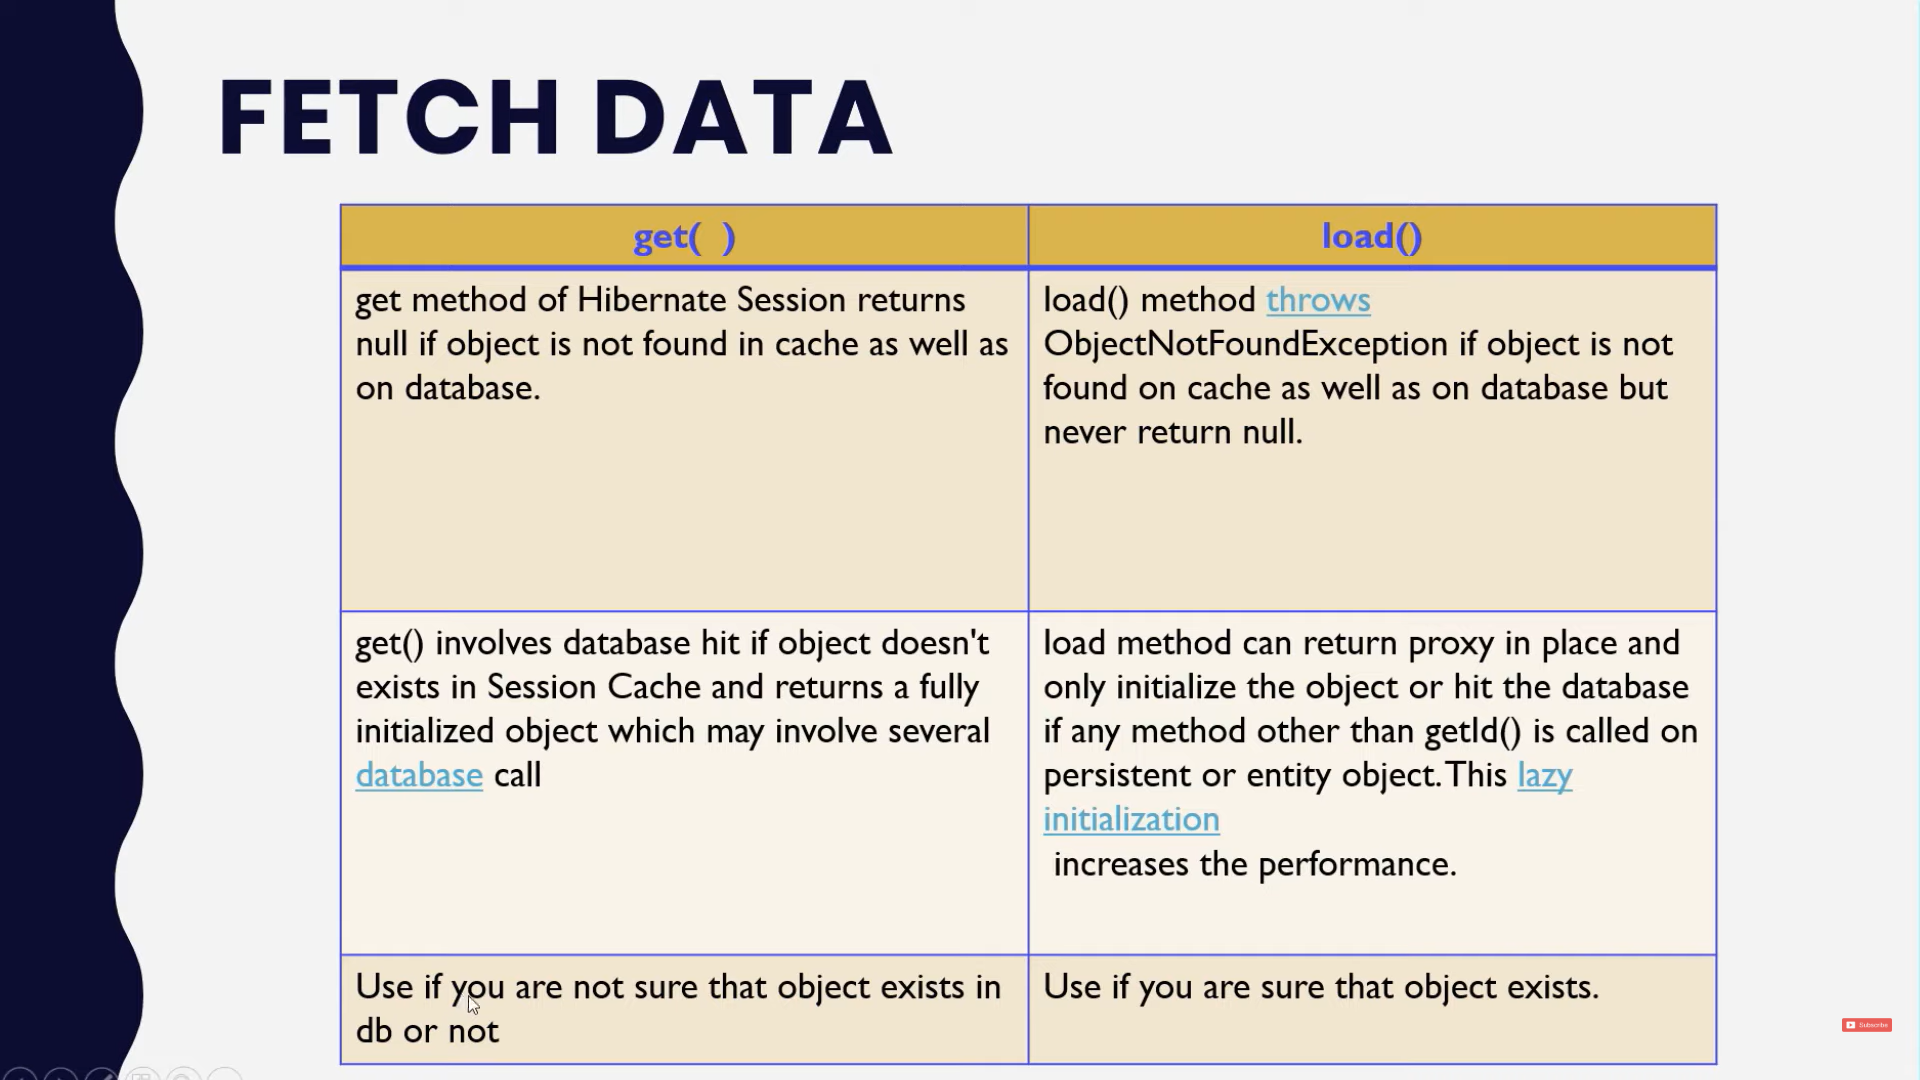 FETCH DATA
get(  )
load()
get method of Hibernate Session returns
null if object is not found in cache as well as
on database.
load() method throws
ObjectNotFoundException if object is not
found on cache as well as on database but
never return null.
get() involves database hit if object doesn't
exists in Session Cache and returns a fully
initialized object which may involve several
database call
load method can return proxy in place and
only initialize the object or hit the database
if any method other than getId() is called on
persistent or entity object. This lazy
initialization
increases the performance.
Use if you are not sure that object exists in
db or not
Use if you are sure that object exists.
Subscribe